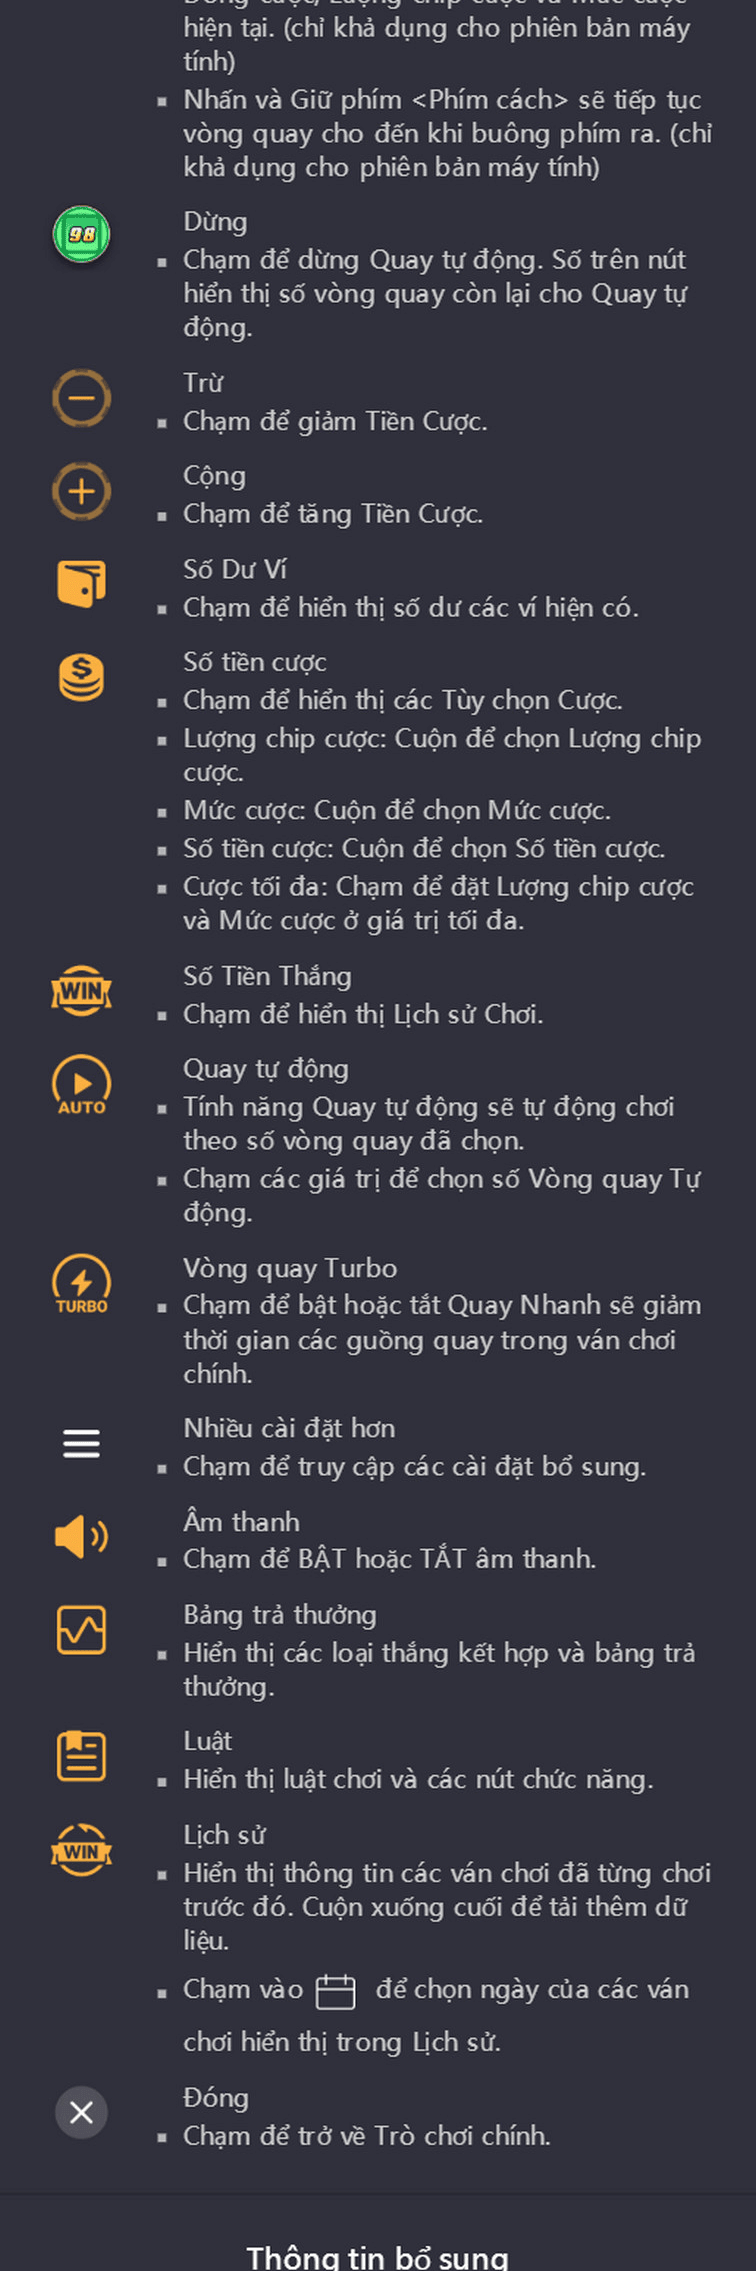 hiện tại. (chỉ khả dụng cho phiên bản máy
tính)
▪ Nhấn và Giữ phím <Phím cách> sẽ tiếp tục
vòng quay cho đến khi buông phím ra. (chỉ
khả dụng cho phiên bản máy tính)
98
Dừng
▪ Chạm để dừng Quay tự động. Số trên nút
hiển thị số vòng quay còn lại cho Quay tự
động.
Trừ
▪ Chạm để giảm Tiền Cược.
Cộng
▪ Chạm để tăng Tiền Cược.
Số Dư Ví
▪ Chạm để hiển thị số dư các ví hiện có.
Số tiền cược
▪ Chạm để hiển thị các Tùy chọn Cược.
▪ Lượng chip cược: Cuộn để chọn Lượng chip
cược.
▪ Mức cược: Cuộn để chọn Mức cược.
▪ Số tiền cược: Cuộn để chọn Số tiền cược.
▪ Cược tối đa: Chạm để đặt Lượng chip cược
và Mức cược ở giá trị tối đa.
WIN
Số Tiền Thắng
▪ Chạm để hiển thị Lịch sử Chơi.
AUTO
Quay tự động
▪ Tính năng Quay tự động sẽ tự động chơi
theo số vòng quay đã chọn.
▪ Chạm các giá trị để chọn số Vòng quay Tự
động.
TURBO
Vòng quay Turbo
▪ Chạm để bật hoặc tắt Quay Nhanh sẽ giảm
thời gian các guồng quay trong ván chơi
chính.
Nhiều cài đặt hơn
▪ Chạm để truy cập các cài đặt bổ sung.
Âm thanh
▪ Chạm để BẬT hoặc TẮT âm thanh.
Bảng trả thưởng
▪ Hiển thị các loại thắng kết hợp và bảng trả
thưởng.
Luật
▪ Hiển thị luật chơi và các nút chức năng.
WIN
Lịch sử
▪ Hiển thị thông tin các ván chơi đã từng chơi
trước đó. Cuộn xuống cuối để tải thêm dữ
liệu.
▪ Chạm vào để chọn ngày của các ván
chơi hiển thị trong Lịch sử.
Đóng
▪ Chạm để trở về Trò chơi chính.
Thông tin bổ sung